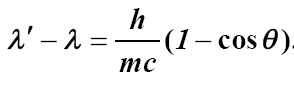 λ′ − λ = h/mc (1 − cos θ).